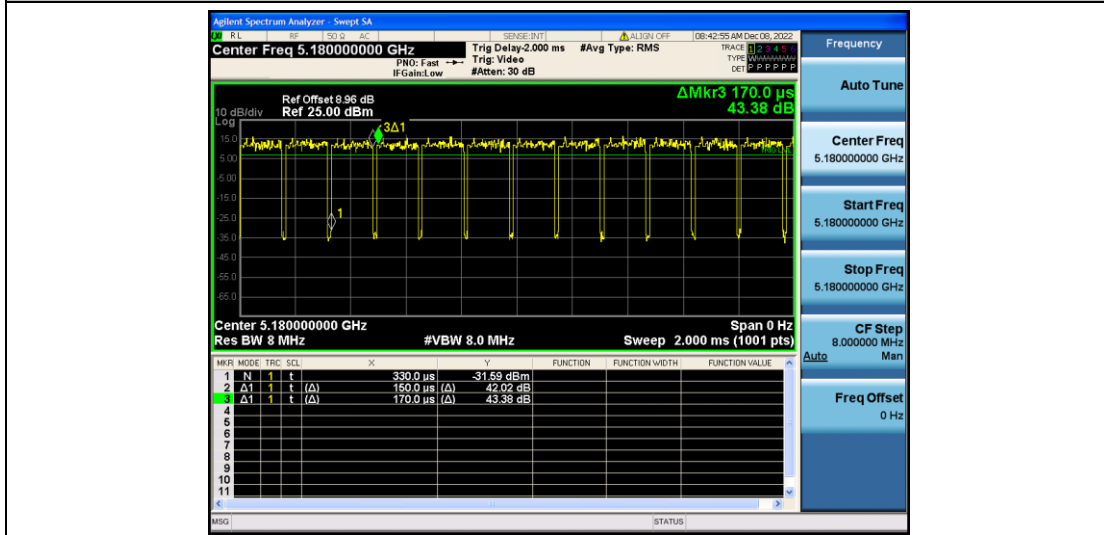 Agilent Spectrum Analyzer - Swept SA
RL RF 50 Ω AC SENSE:INT ALIGN OFF 08:42:55 AM Dec 08, 2022
Center Freq 5.180000000 GHz
Trig Delay-2.000 ms #Avg Type: RMS
TRACE 1 2 3 4 5 6
PNO: Fast Trig: Video
TYPE
IFGain:Low #Atten: 30 dB
DET P P P P P P
ΔMkr3 170.0 µs
43.38 dB
Ref Offset 8.96 dB
10 dB/div Ref 25.00 dBm
Log
3Δ1
15.0
5.00
-5.00
-15.0
1
-25.0
-35.0
-45.0
-55.0
-65.0
Center 5.180000000 GHz Span 0 Hz
Res BW 8 MHz #VBW 8.0 MHz Sweep 2.000 ms (1001 pts)
MKR MODE TRC SCL X Y FUNCTION FUNCTION WIDTH FUNCTION VALUE
1 N 1 t 330.0 µs -31.59 dBm
2 Δ1 1 t (Δ) 150.0 µs (Δ) 42.02 dB
3 Δ1 1 t (Δ) 170.0 µs (Δ) 43.38 dB
4
5
6
7
8
9
10
11
MSG STATUS
Frequency
Auto Tune
Center Freq
5.180000000 GHz
Start Freq
5.180000000 GHz
Stop Freq
5.180000000 GHz
CF Step
8.000000 MHz
Auto Man
Freq Offset
0 Hz